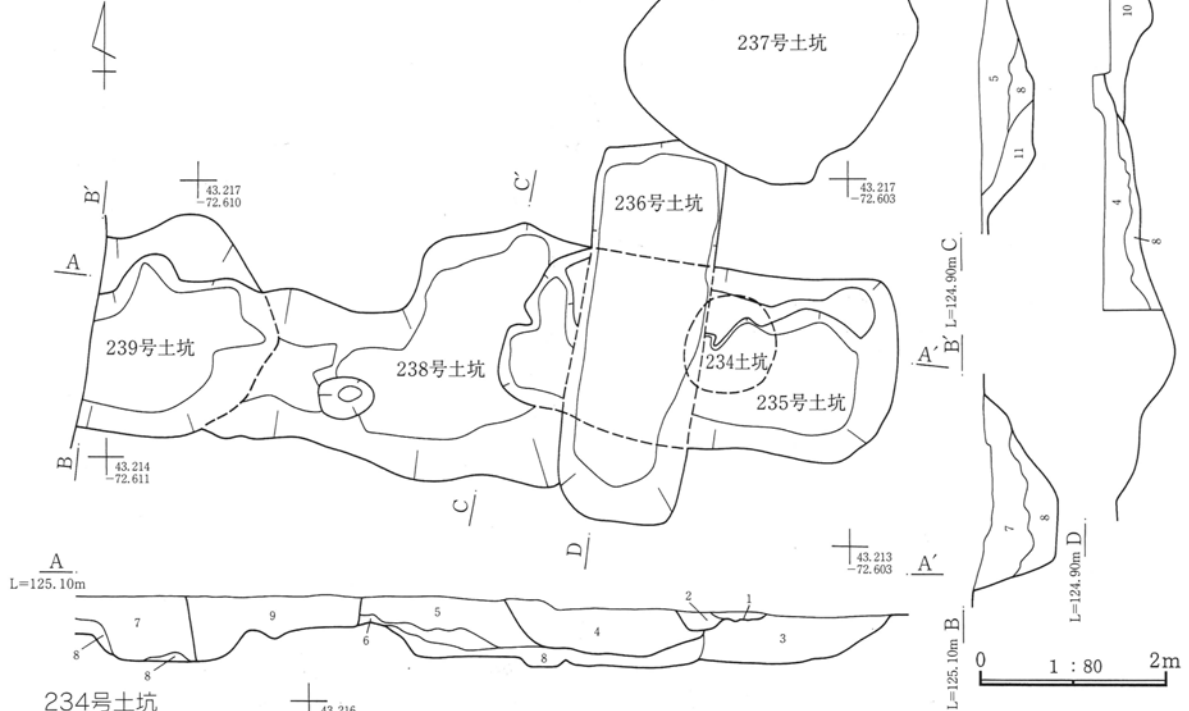 237号土坑
10
5
8
11
43.217
-72.610
43.217
-72.603
236号土坑
B′
C′
A
4
8
L=124.90m C
239号土坑
238号土坑
234土坑
235号土坑
A′
B′
B
43.214
-72.611
C
D
7
8
L=124.90m D
43.213
-72.603
A
L=125.10m
A′
7
9
5
6
4
2
1
3
8
8
8
L=125.10m B
0
1 : 80
2m
234号土坑
43.216